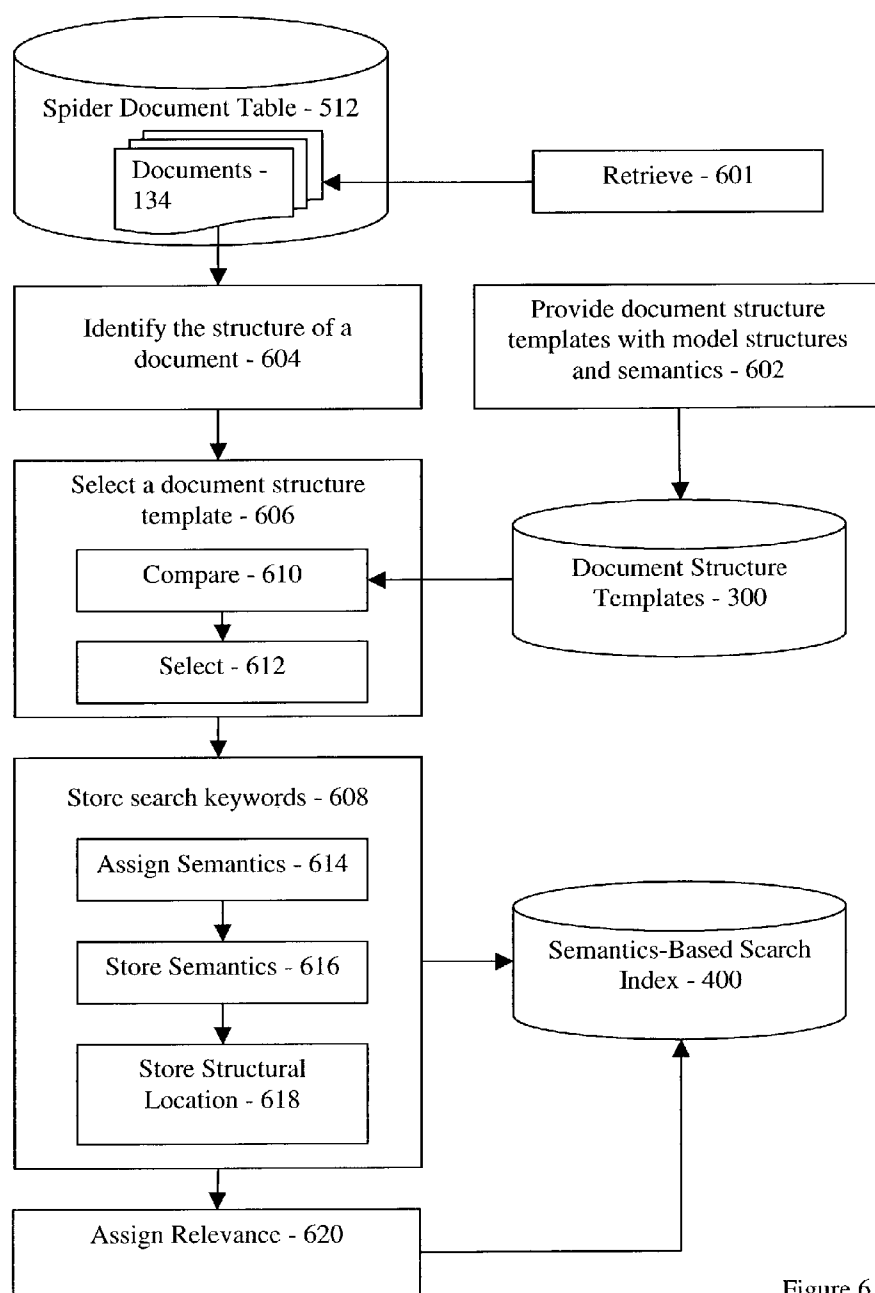 Spider Document Table - 512
Documents -
134
Retrieve - 601
Identify the structure of a
document - 604
Provide document structure
templates with model structures
and semantics - 602
Select a document structure
template - 606
Compare - 610
Select - 612
Document Structure
Templates - 300
Store search keywords - 608
Assign Semantics - 614
Store Semantics - 616
Store Structural
Location - 618
Semantics-Based Search
Index - 400
Assign Relevance - 620
Figure 6